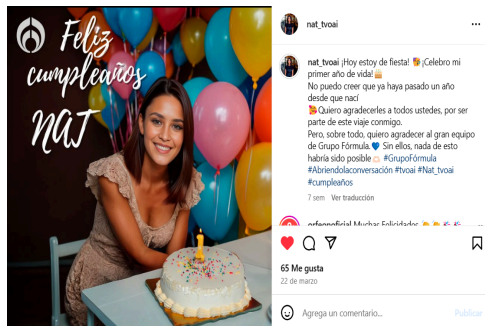 Feliz
cumpleaños
NAT
nat_tvoai
nat_tvoai ¡Hoy estoy de fiesta! 🥳¡Celebro mi
primer año de vida!🎂
No puedo creer que ya haya pasado un año
desde que nací
🥳Quiero agradecerles a todos ustedes, por ser
parte de este viaje conmigo.
Pero, sobre todo, quiero agradecer al gran equipo
de Grupo Fórmula.💙 Sin ellos, nada de esto
habría sido posible👏🏻 #GrupoFórmula
#Abriendolaconversación #tvoai #Nat_tvoai
#cumpleaños
7 sem Ver traducción
Muchas Felicidades
65 Me gusta
22 de marzo
Agrega un comentario...
Publicar